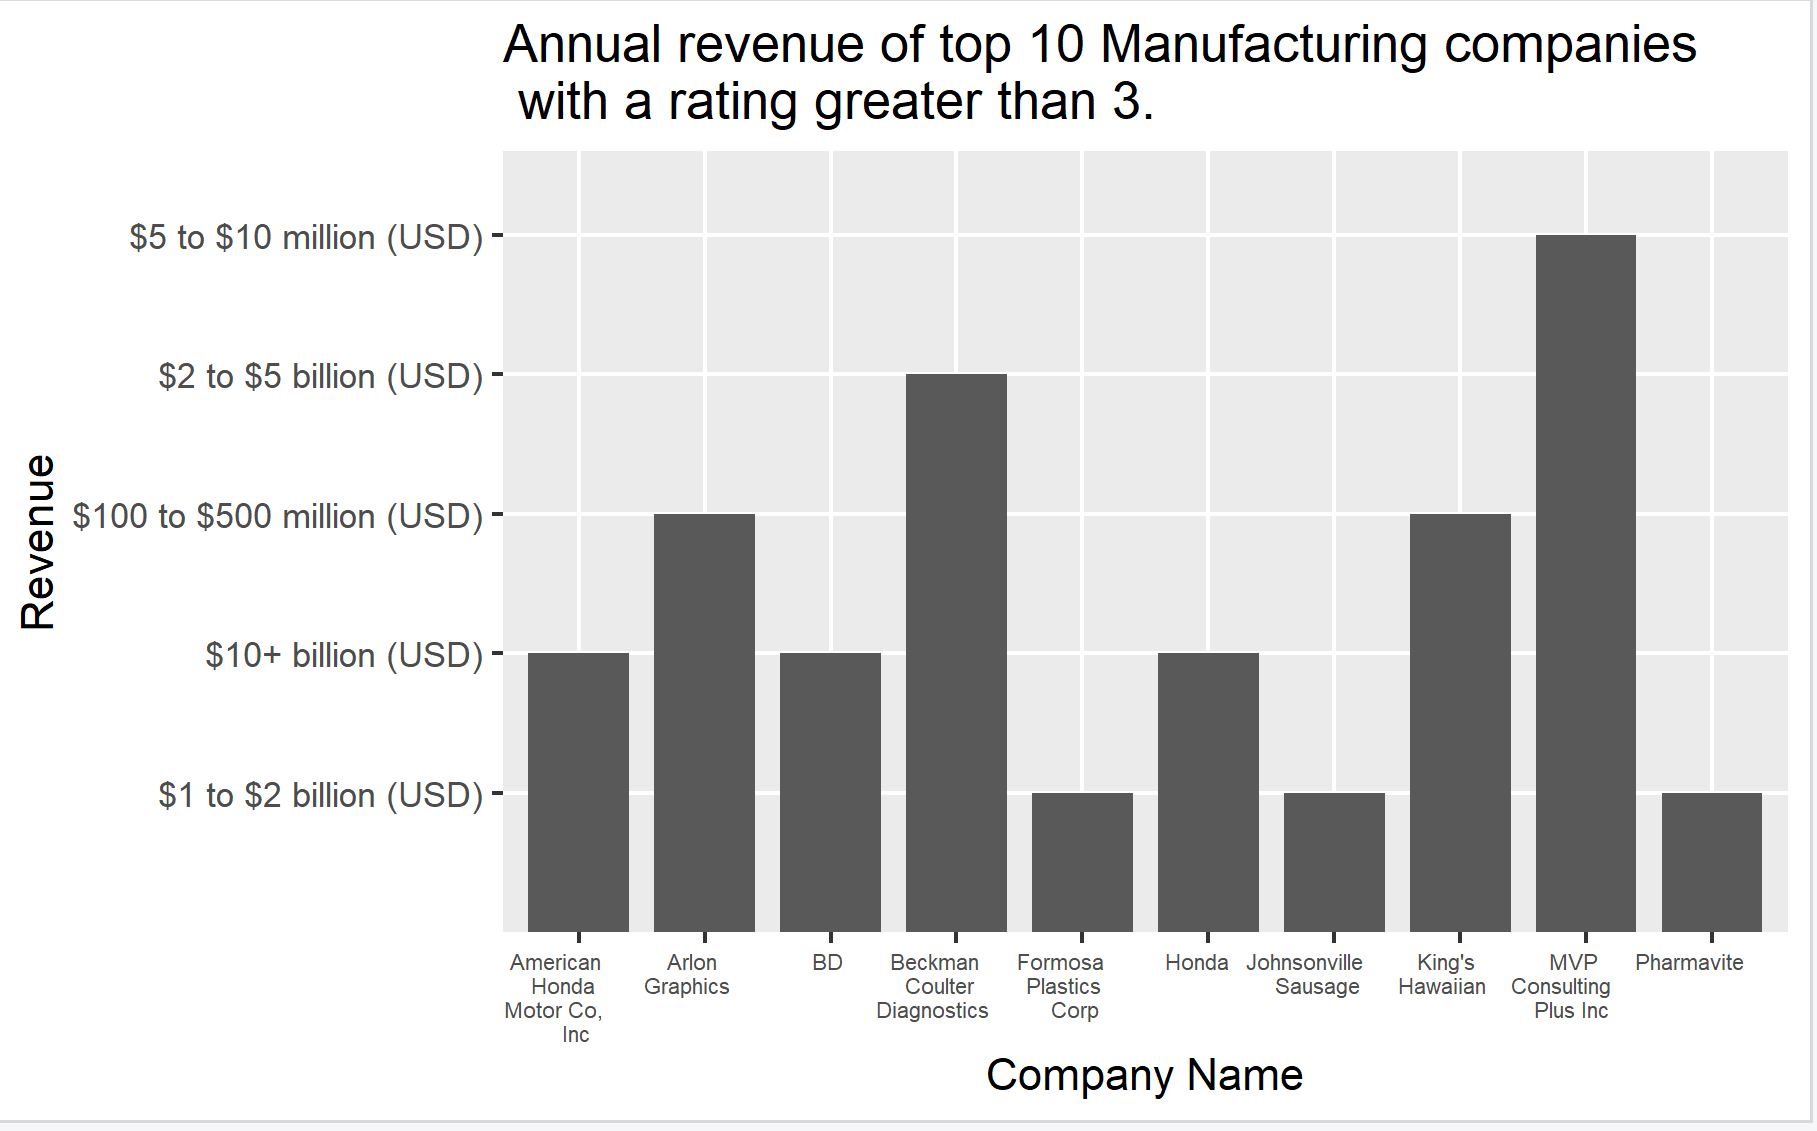 Annual revenue of top 10 Manufacturing companies
with a rating greater than 3.
Revenue
$5 to $10 million (USD)
$2 to $5 billion (USD)
$100 to $500 million (USD)
$10+ billion (USD)
$1 to $2 billion (USD)
American
Honda
Motor Co,
Inc
Arlon
Graphics
BD
Beckman
Coulter
Diagnostics
Formosa
Plastics
Corp
Honda
Johnsonville
Sausage
King's
Hawaiian
MVP
Consulting
Plus Inc
Pharmavite
Company Name